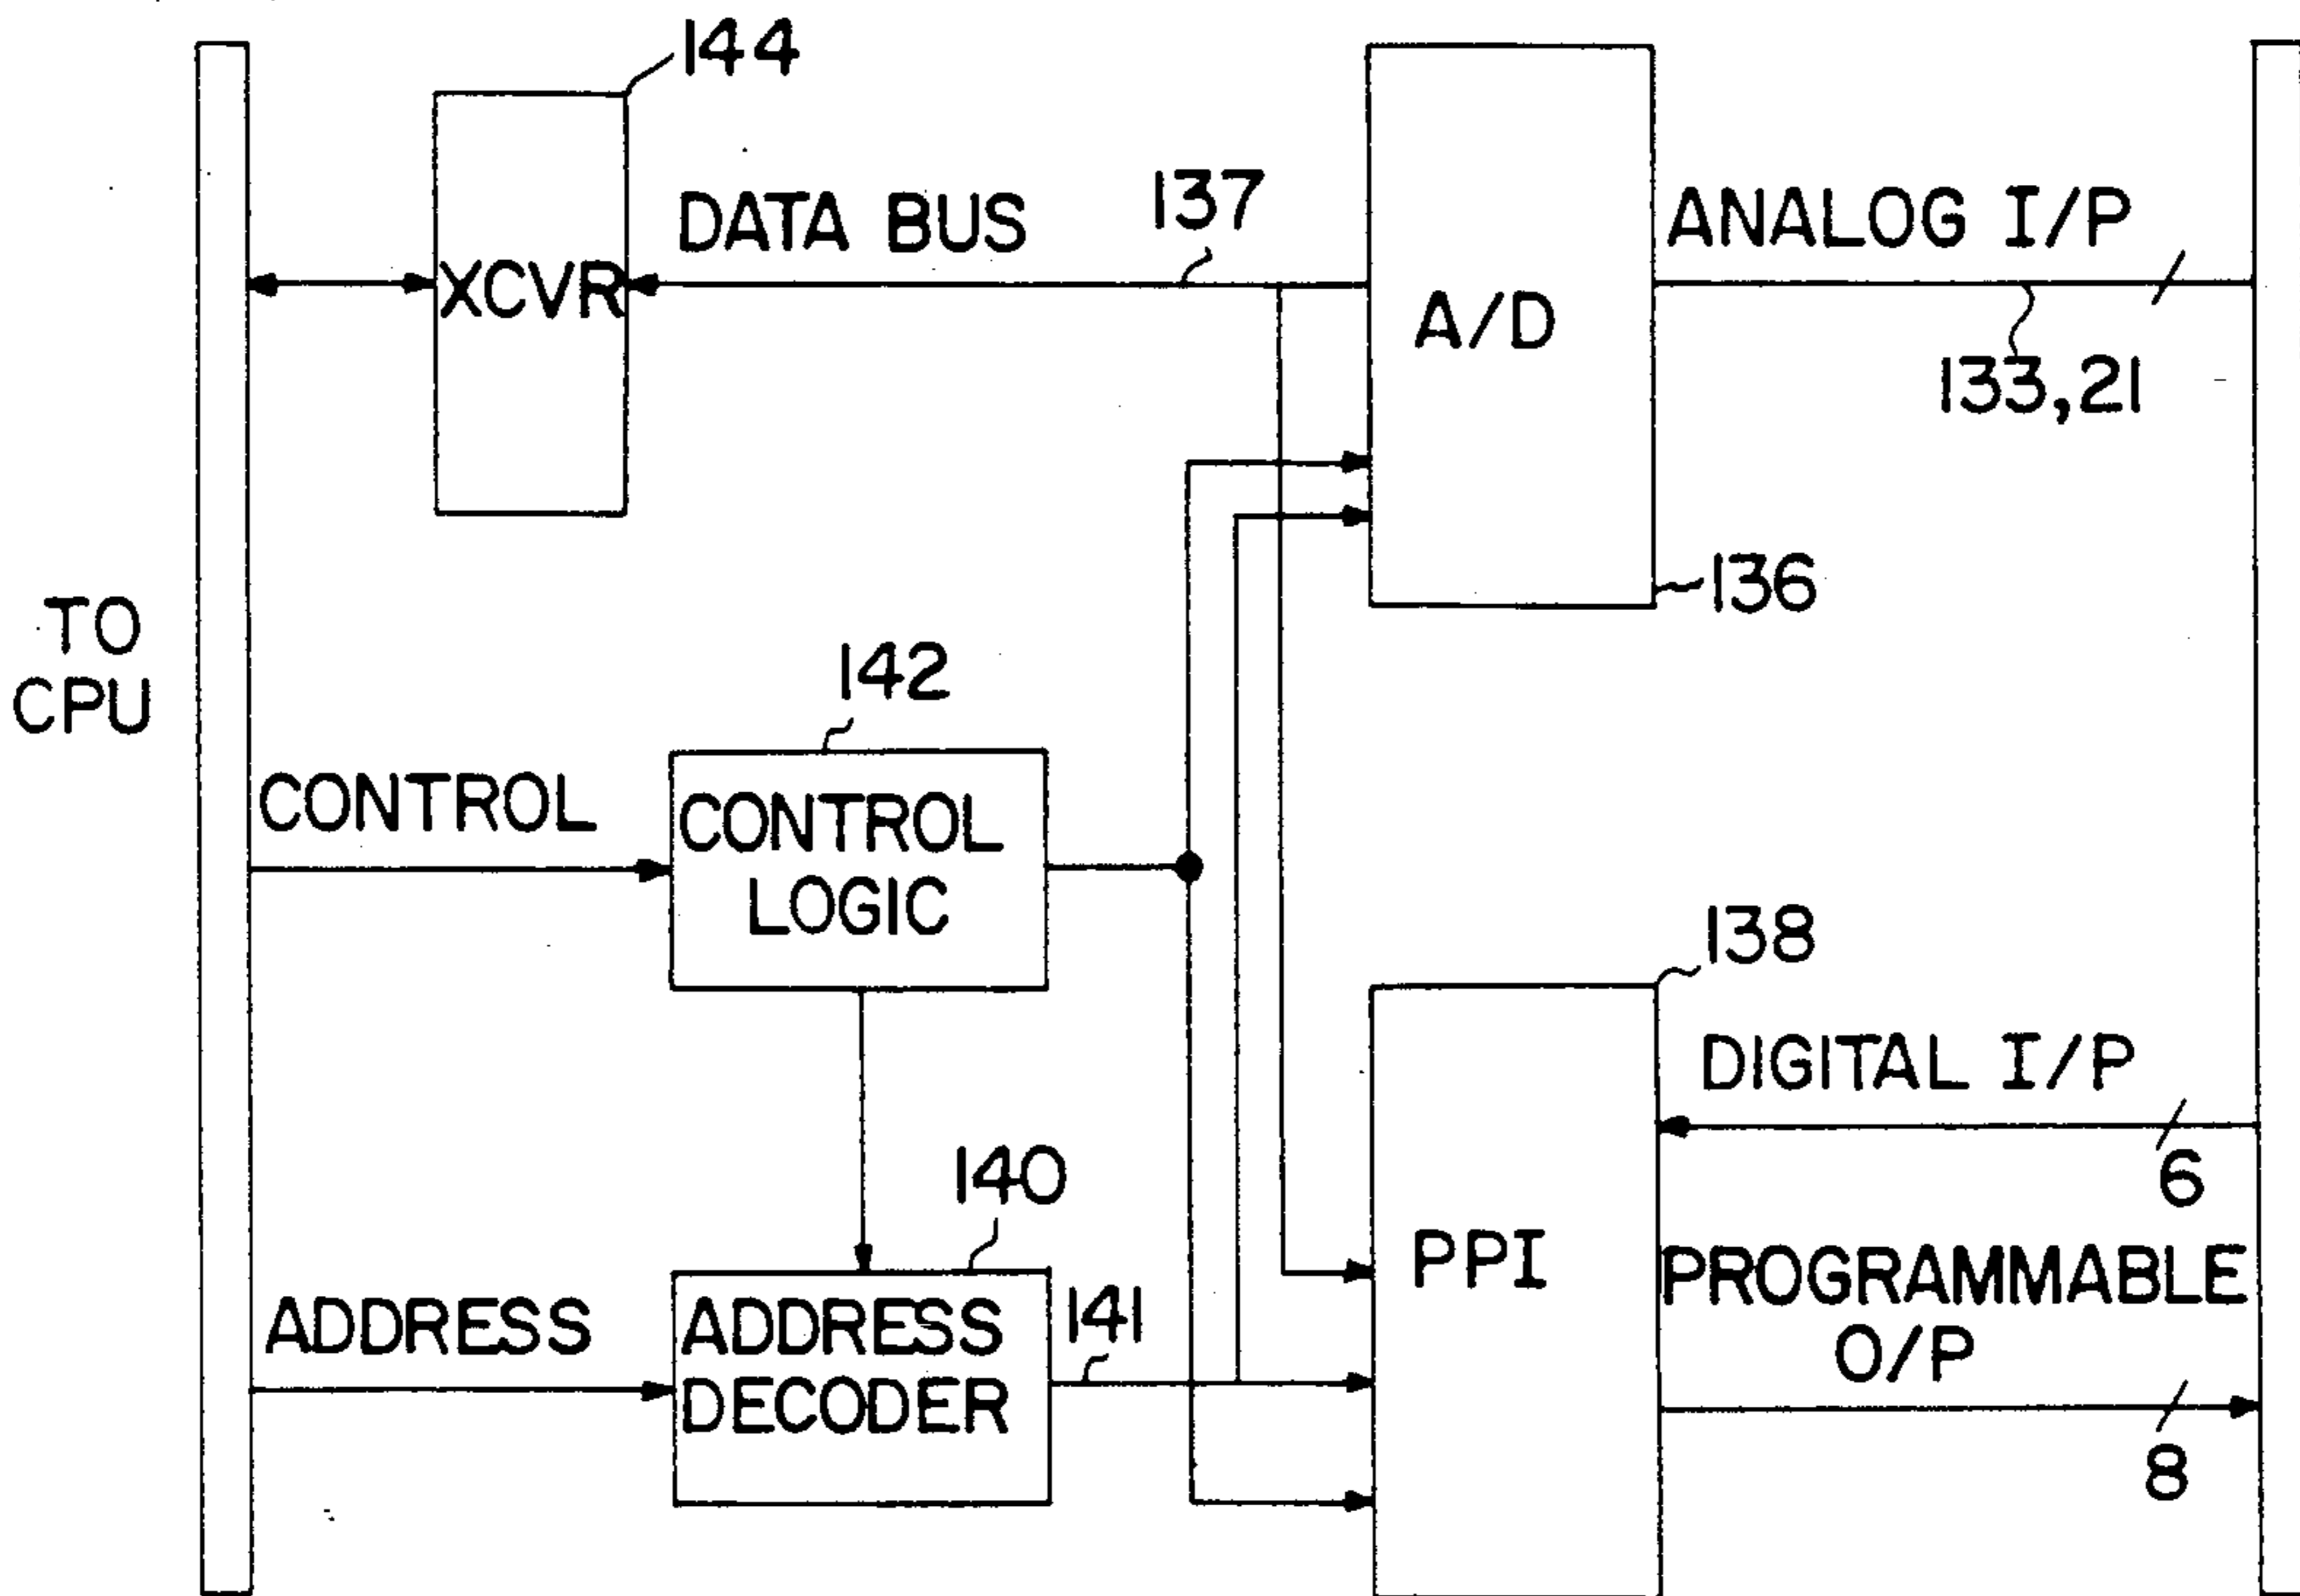 144
DATA BUS
137
ANALOG I/P
XCVR
A/D
133,21
136
TO
CPU
142
CONTROL
CONTROL
LOGIC
138
DIGITAL I/P
6
140
PPI
PROGRAMMABLE
O/P
8
ADDRESS
ADDRESS
DECODER
141